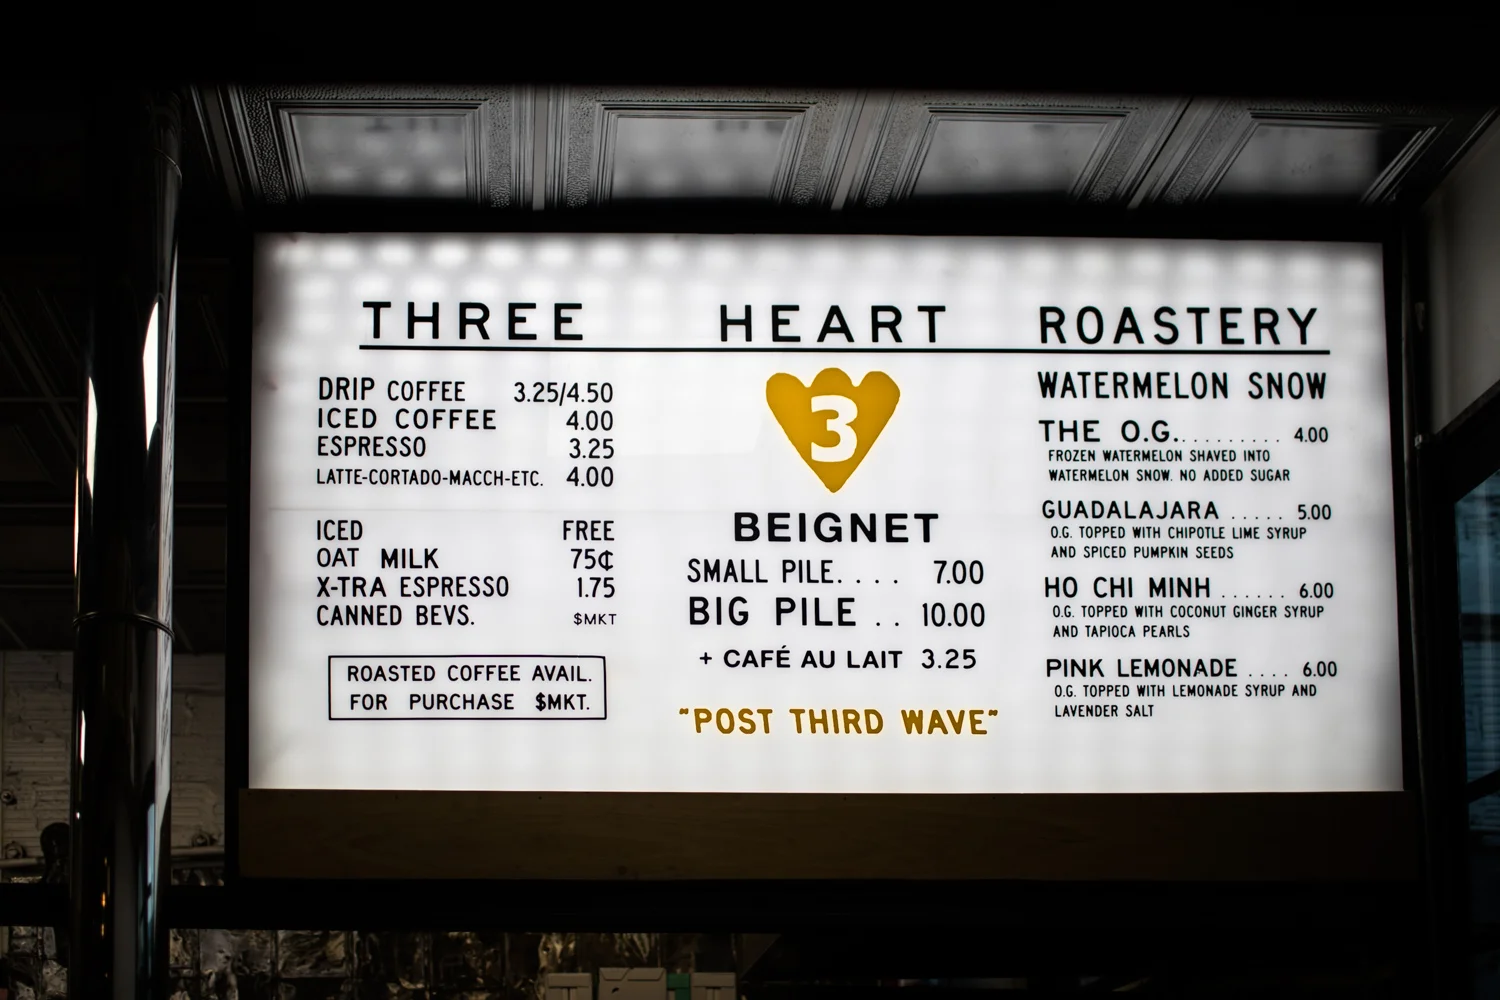 THREE HEART ROASTERY
DRIP COFFEE 3.25/4.50
ICED COFFEE 4.00
ESPRESSO 3.25
LATTE-CORTADO-MACCH-ETC. 4.00
ICED FREE
OAT MILK 75¢
X-TRA ESPRESSO 1.75
CANNED BEVS. $MKT
ROASTED COFFEE AVAIL.
FOR PURCHASE $MKT.
3
BEIGNET
SMALL PILE. . . . 7.00
BIG PILE . . 10.00
+ CAFÉ AU LAIT 3.25
"POST THIRD WAVE"
WATERMELON SNOW
THE O.G.. . . . . . . . . 4.00
FROZEN WATERMELON SHAVED INTO
WATERMELON SNOW. NO ADDED SUGAR
GUADALAJARA . . . . . 5.00
O.G. TOPPED WITH CHIPOTLE LIME SYRUP
AND SPICED PUMPKIN SEEDS
HO CHI MINH . . . . . . 6.00
O.G. TOPPED WITH COCONUT GINGER SYRUP
AND TAPIOCA PEARLS
PINK LEMONADE . . . . 6.00
O.G. TOPPED WITH LEMONADE SYRUP AND
LAVENDER SALT